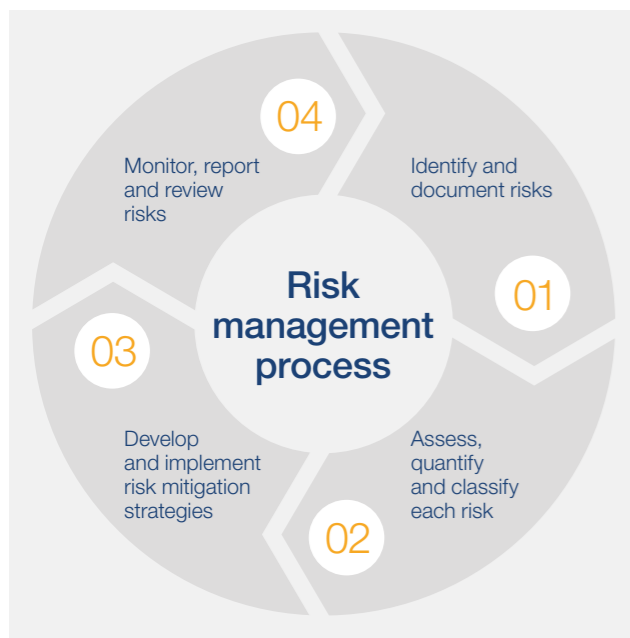 Risk
management
process
01
Identify and
document risks
02
Assess,
quantify
and classify
each risk
03
Develop
and implement
risk mitigation
strategies
04
Monitor, report
and review
risks